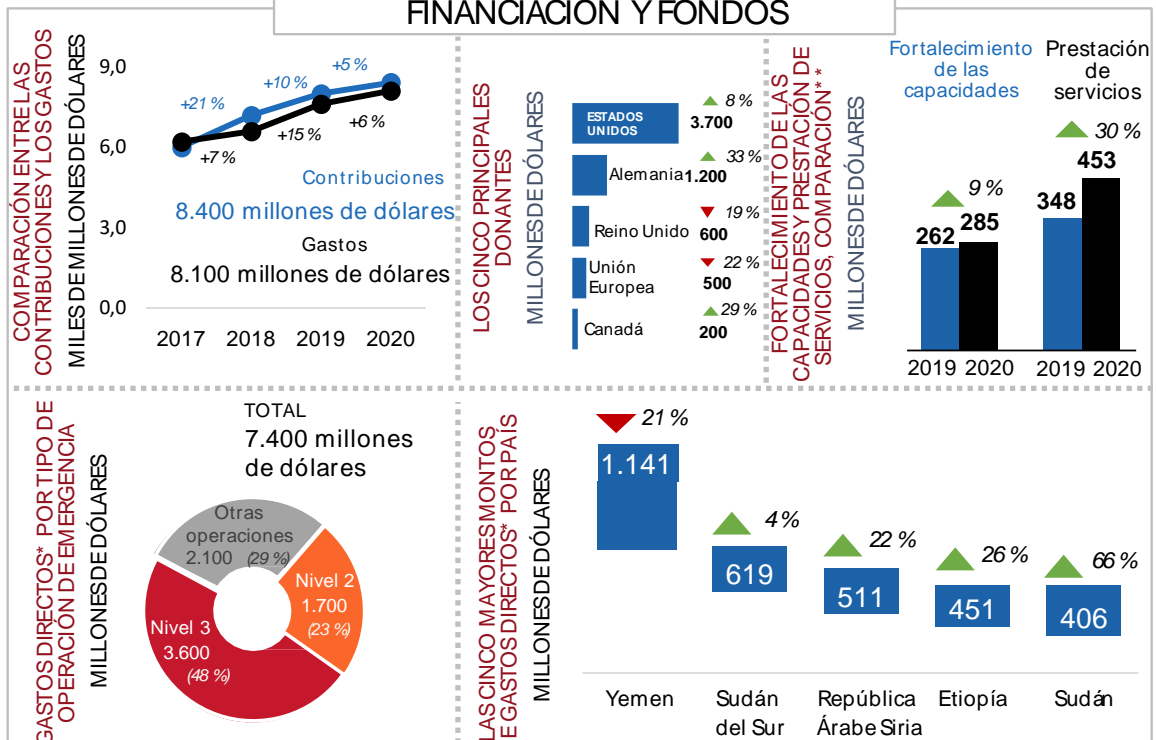 FINANCIACIÓN Y FONDOS
COMPARACIÓN ENTRE LAS
CONTRIBUCIONES Y LOS GASTOS
MILES DE MILLONES DE DÓLARES
9,0
6,0
3,0
0,0
+21 %
+10 %
+5 %
+7 %
+15 %
+6 %
Contribuciones
8.400 millones de dólares
Gastos
8.100 millones de dólares
2017 2018 2019 2020
LOS CINCO PRINCIPALES
DONANTES
MILLONES DE DÓLARES
ESTADOS
UNIDOS
8 %
3.700
Alemania
33 %
1.200
Reino Unido
19 %
600
Unión
Europea
22 %
500
Canadá
29 %
200
FORTALECIMIENTO DE LAS
CAPACIDADES Y PRESTACIÓN DE
SERVICIOS, COMPARACIÓN**
MILLONES DE DÓLARES
Fortalecimiento
de las
capacidades
Prestación
de
servicios
9 %
262 285
30 %
348 453
2019 2020 2019 2020
GASTOS DIRECTOS* POR TIPO DE
OPERACIÓN DE EMERGENCIA
MILLONES DE DÓLARES
TOTAL
7.400 millones
de dólares
Otras
operaciones
2.100 (29 %)
Nivel 2
1.700
(23 %)
Nivel 3
3.600
(48 %)
LAS CINCO MAYORES MONTOS
E GASTOS DIRECTOS* POR PAÍS
MILLONES DE DÓLARES
21 %
1.141
4 %
619
22 %
511
26 %
451
66 %
406
Yemen
Sudán
del Sur
República
Árabe Siria
Etiopía
Sudán